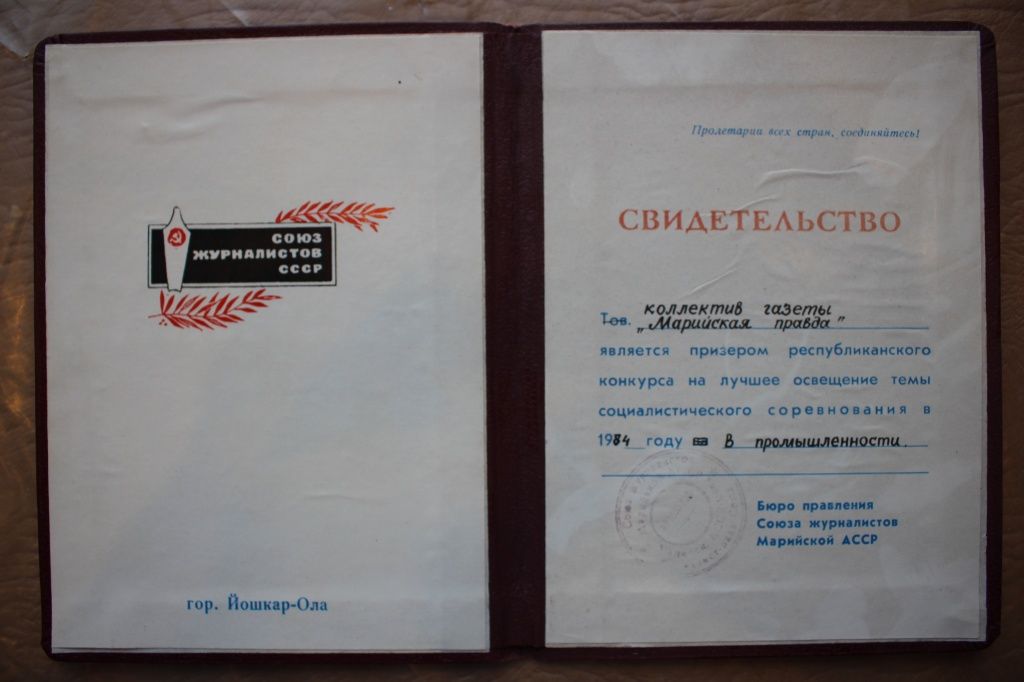 СОЮЗ
ЖУРНАЛИСТОВ
СССР
гор. Йошкар-Ола
Пролетарии всех стран, соединяйтесь!
СВИДЕТЕЛЬСТВО
коллектив газеты
Тов. „Марийская правда"
является призером республиканского
конкурса на лучшее освещение темы
социалистического соревнования в
1984 году за в промышленности.
Бюро правления
Союза журналистов
Марийской АССР